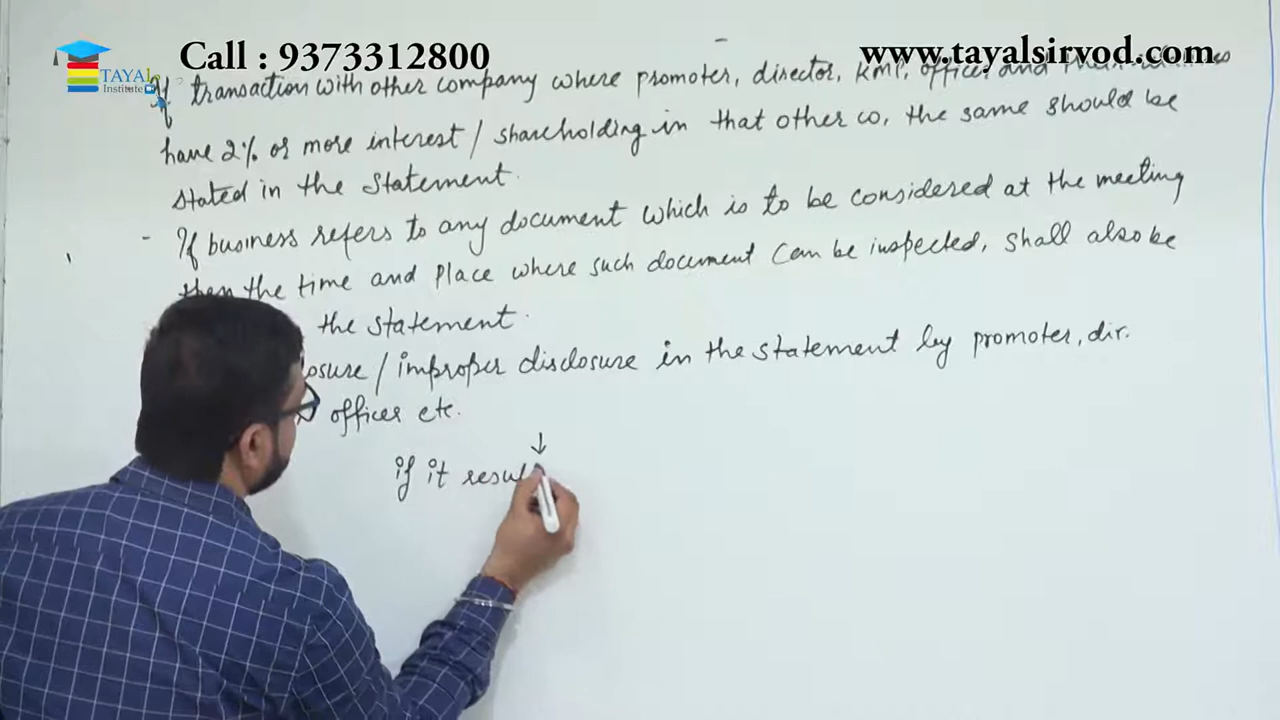 Call : 9373312800
www.tayalsirvod.com
TAYAL
Institute
If transaction with other company where promoter, director, KMP, officer and
have 2% or more interest / shareholding in that other co, the same should be
stated in the statement.
- If business refers to any document which is to be considered at the meeting
then the time and place where such document can be inspected, shall also be
the statement.
osure / improper disclosure in the statement by promoter, dir.
officer etc.
↓
if it resul